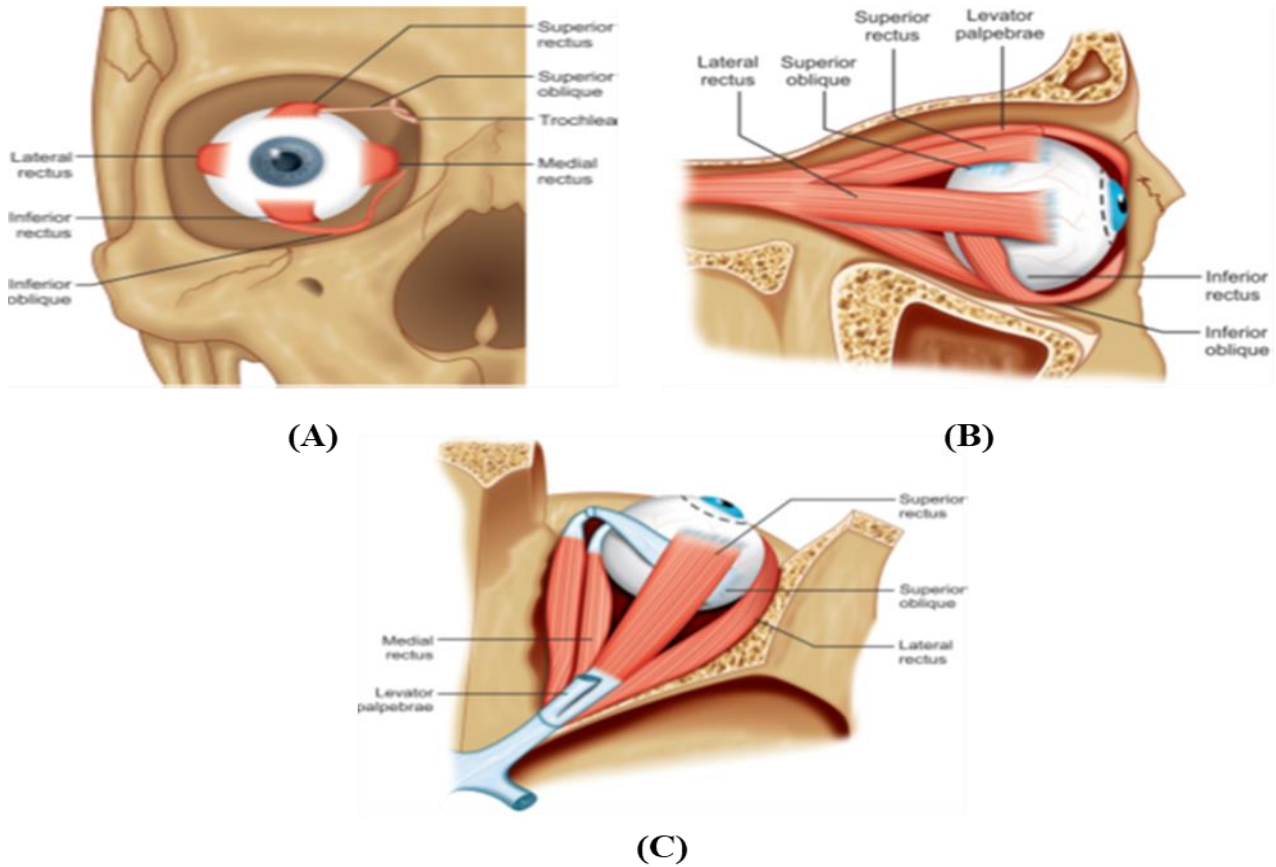 Superior
rectus
Superior
oblique
Trochlea
Lateral
rectus
Medial
rectus
Inferior
rectus
Inferior
oblique
(A)
Superior
rectus
Levator
palpebrae
Lateral
rectus
Superior
oblique
Inferior
rectus
Inferior
oblique
(B)
Superior
rectus
Superior
oblique
Medial
rectus
Lateral
rectus
Levator
palpebrae
(C)